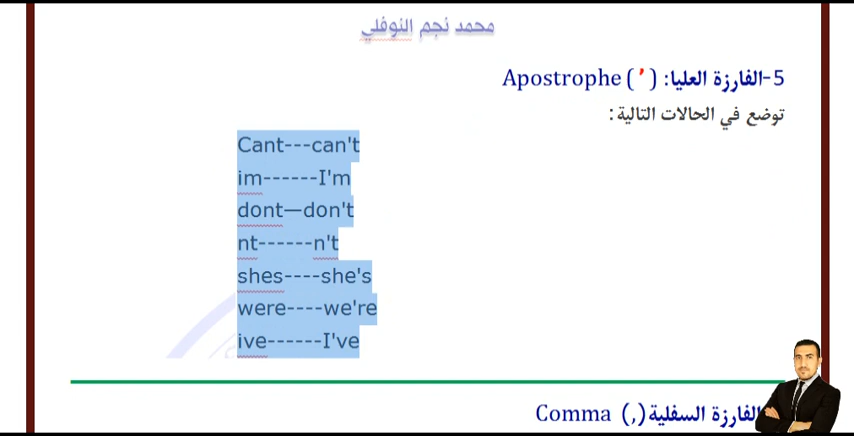 محمد نجم النوفلي
5-الفارزة العليا: Apostrophe ( ' )
توضع في الحالات التالية :
Cant---can't
im------I'm
dont—don't
nt------n't
shes----she's
were----we're
ive------I've
الفارزة السفلية(,) Comma